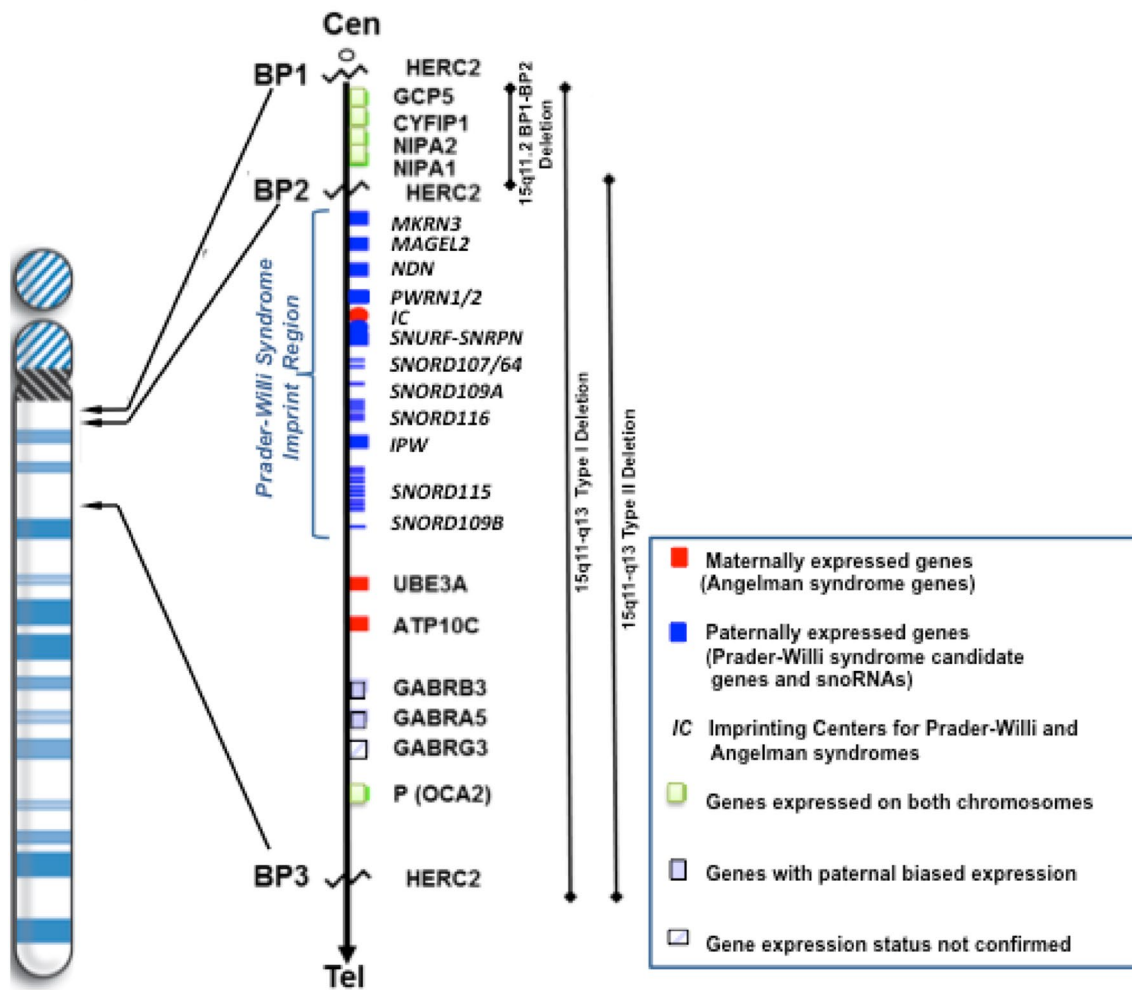 Cen
BP1
HERC2
GCP5
CYFIP1
NIPA2
NIPA1
BP2
HERC2
15q11.2 BP1-BP2
Deletion
MKRN3
MAGEL2
NDN
PWRN1/2
IC
SNURF-SNRPN
SNORD107/64
SNORD109A
SNORD116
IPW
SNORD115
SNORD109B
Prader-Willi Syndrome
Imprint Region
UBE3A
ATP10C
GABRB3
GABRA5
GABRG3
P (OCA2)
BP3
HERC2
Tel
15q11-q13 Type I Deletion
15q11-q13 Type II Deletion
Maternally expressed genes
(Angelman syndrome genes)
Paternally expressed genes
(Prader-Willi syndrome candidate
genes and snoRNAs)
IC Imprinting Centers for Prader-Willi and
Angelman syndromes
Genes expressed on both chromosomes
Genes with paternal biased expression
Gene expression status not confirmed